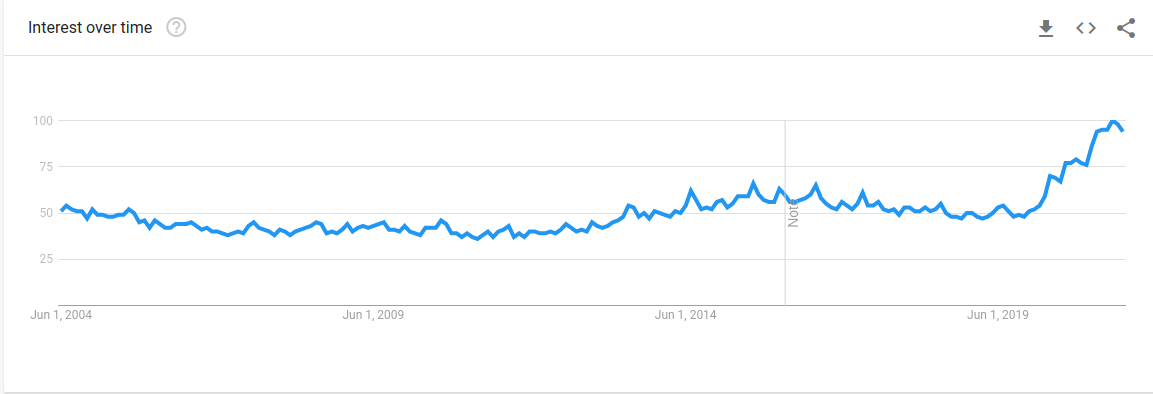 Interest over time
100
75
50
25
Note
Jun 1, 2004
Jun 1, 2009
Jun 1, 2014
Jun 1, 2019